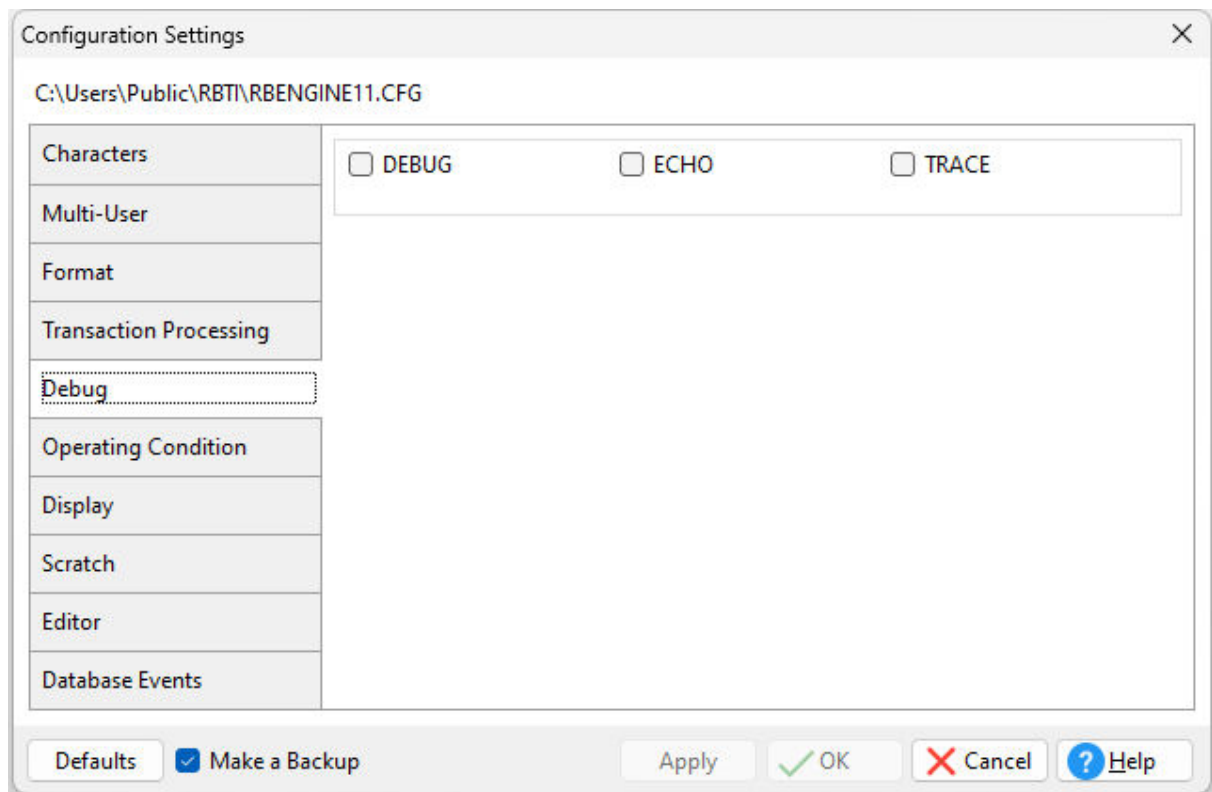 Configuration Settings
C:\Users\Public\RBTI\RBENGINE11.CFG
Characters
Multi-User
Format
Transaction Processing
Debug
Operating Condition
Display
Scratch
Editor
Database Events
DEBUG ECHO TRACE
Defaults Make a Backup Apply OK Cancel Help